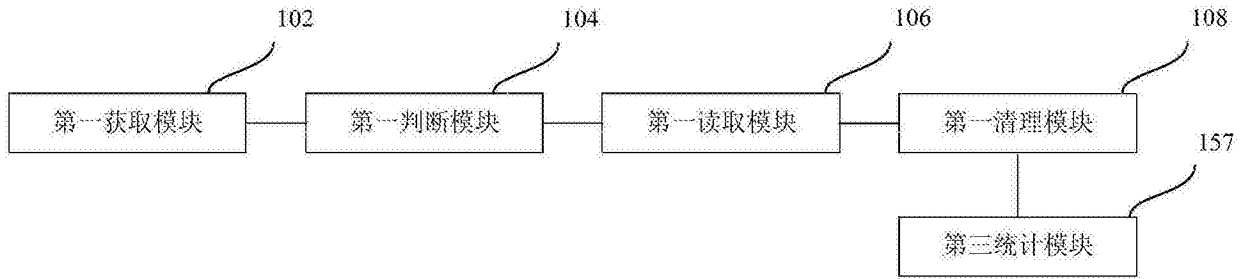 102
104
106
108
第一获取模块
第一判断模块
第一读取模块
第一清理模块
157
第三统计模块